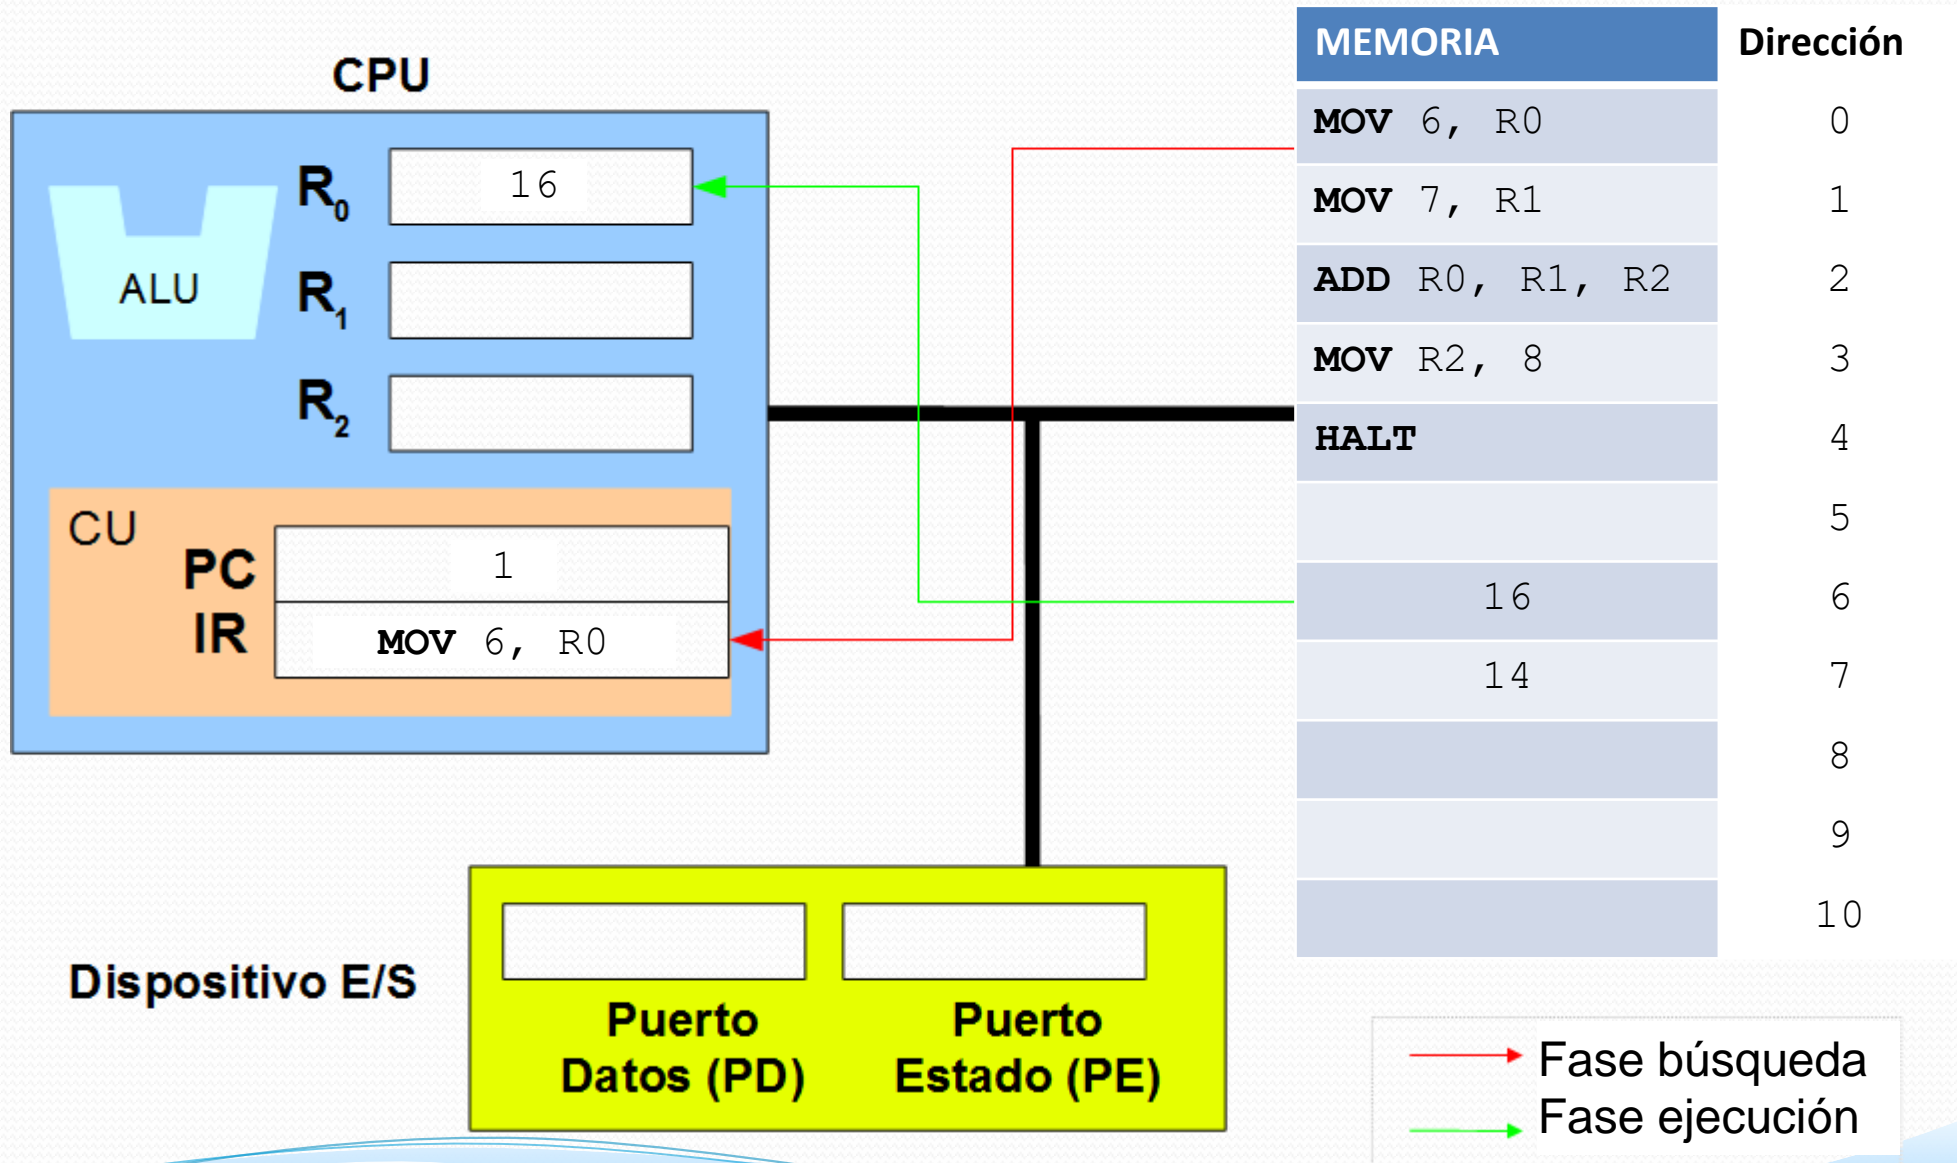 CPU
R0 16
ALU
R1
R2
CU
PC 1
IR MOV 6, R0
MEMORIA Dirección
MOV 6, R0 0
MOV 7, R1 1
ADD R0, R1, R2 2
MOV R2, 8 3
HALT 4
5
16 6
14 7
8
9
10
Dispositivo E/S
Puerto
Datos (PD)
Puerto
Estado (PE)
Fase búsqueda
Fase ejecución